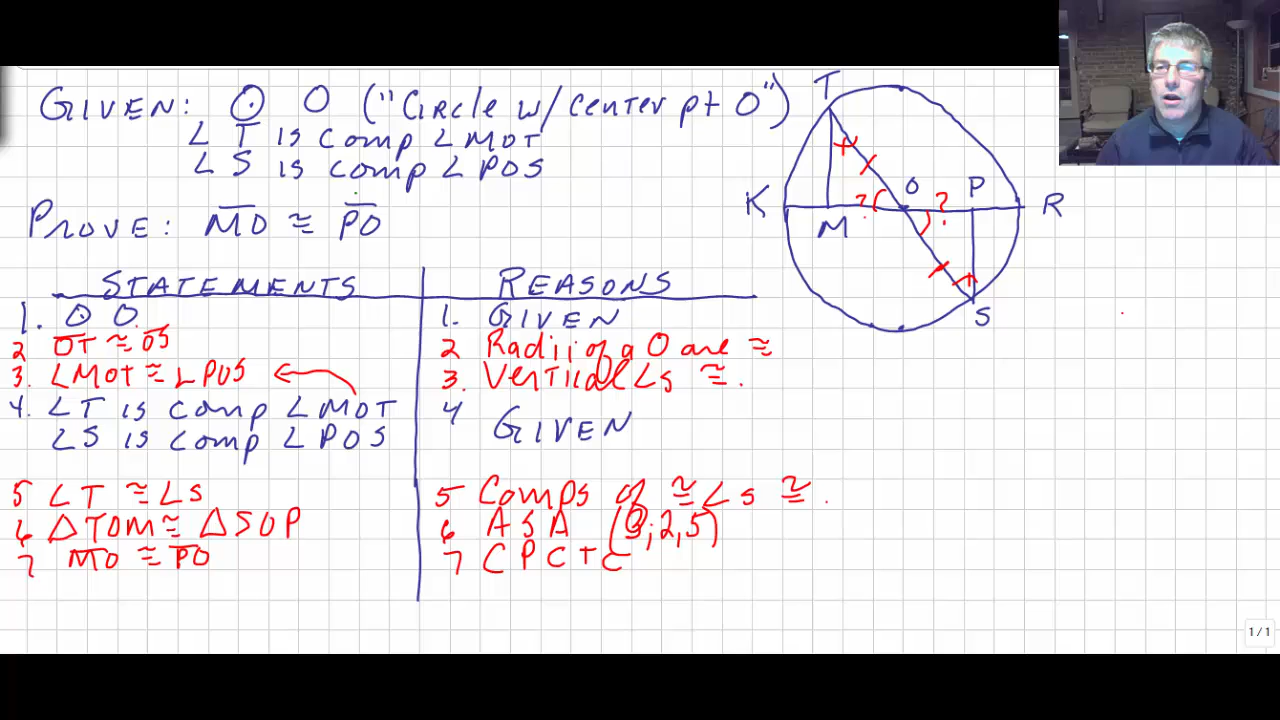 GIVEN: ⊙ O ("Circle w/ center pt O")
∠ T is comp ∠ MOT
∠ S is comp ∠ POS
PROVE: MO ≅ PO
STATEMENTS REASONS
1. ⊙ O 1. GIVEN
2 OT ≅ OS 2 Radii of a O are ≅
3. ∠MOT ≅ ∠POS 3. Vertical ∠s ≅.
4. ∠T is comp ∠MOT 4 GIVEN
∠S is comp ∠POS
5 ∠T ≅ ∠S 5 Comps of ≅ ∠s ≅.
6 △TOM ≅ △SOP 6 ASA (3,2,5)
7 MO ≅ PO 7 CPCTC
T
K M O P R
? ?
S
1/1